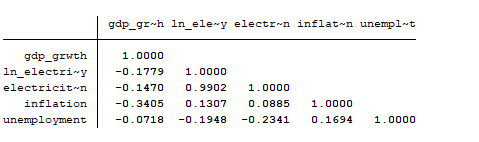 gdp_gr~h ln_ele~y electr~n inflat~n unempl~t
gdp_grwth 1.0000
ln_electri~y -0.1779 1.0000
electricit~n -0.1470 0.9902 1.0000
inflation -0.3405 0.1307 0.0885 1.0000
unemployment -0.0718 -0.1948 -0.2341 0.1694 1.0000